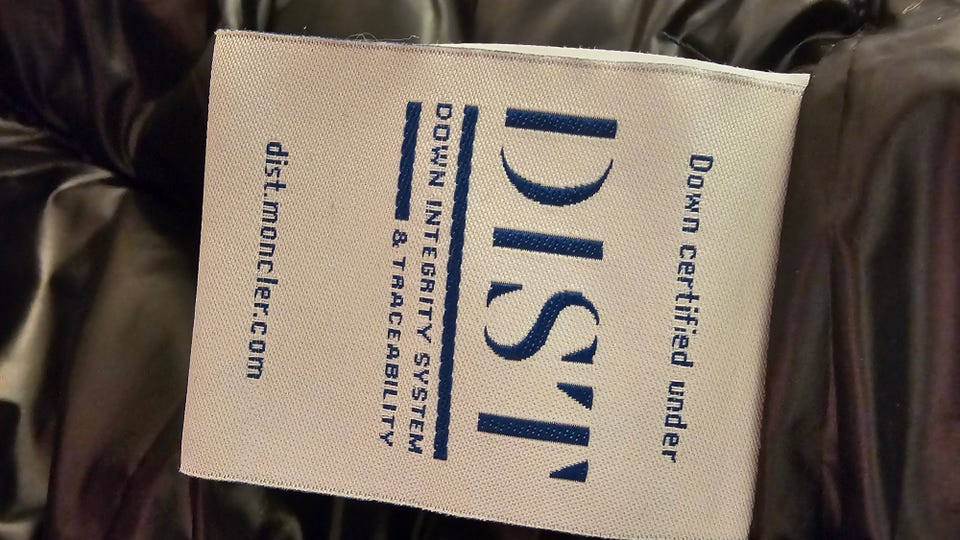 Down certified under
DIST
DOWN INTEGRITY SYSTEM
& TRACEABILITY
dist.moncler.com